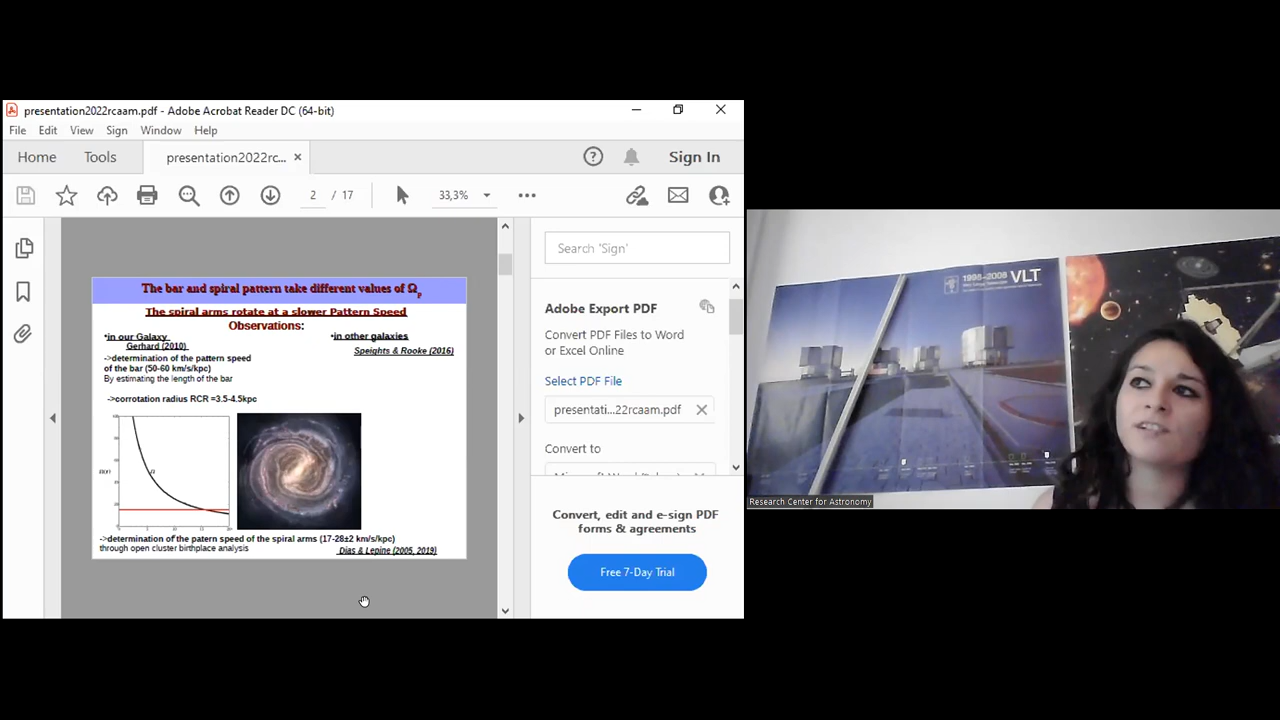 presentation2022rcaam.pdf - Adobe Acrobat Reader DC (64-bit)
File Edit View Sign Window Help
Home Tools presentation2022rc... Sign In
2 / 17 33,3%
The bar and spiral pattern take different values of Ωp
The spiral arms rotate at a slower Pattern Speed
Observations:
•in our Galaxy
Gerhard (2010)
•in other galaxies
Speights & Rooke (2016)
->determination of the pattern speed
of the bar (50-60 km/s/kpc)
By estimating the length of the bar
->corrotation radius RCR =3.5-4.5kpc
->determination of the patern speed of the spiral arms (17-28±2 km/s/kpc)
through open cluster birthplace analysis
Dias & Lepine (2005, 2019)
Search 'Sign'
Adobe Export PDF
Convert PDF Files to Word
or Excel Online
Select PDF File
presentati...22rcaam.pdf
Convert to
Convert, edit and e-sign PDF
forms & agreements
Free 7-Day Trial
1998-2008 VLT
Research Center for Astronomy